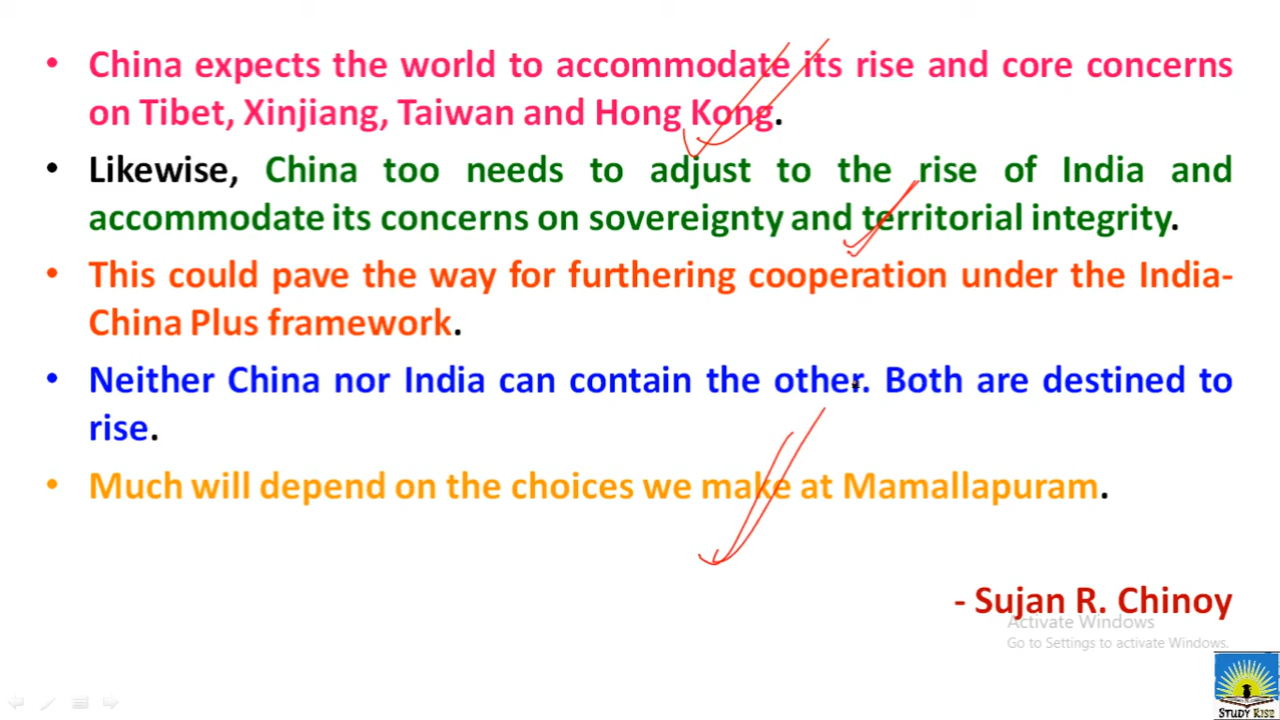 • China expects the world to accommodate its rise and core concerns
on Tibet, Xinjiang, Taiwan and Hong Kong.
• Likewise, China too needs to adjust to the rise of India and
accommodate its concerns on sovereignty and territorial integrity.
• This could pave the way for furthering cooperation under the India-
China Plus framework.
• Neither China nor India can contain the other. Both are destined to
rise.
• Much will depend on the choices we make at Mamallapuram.
- Sujan R. Chinoy
Activate Windows
Go to Settings to activate Windows.
STUDY RISE